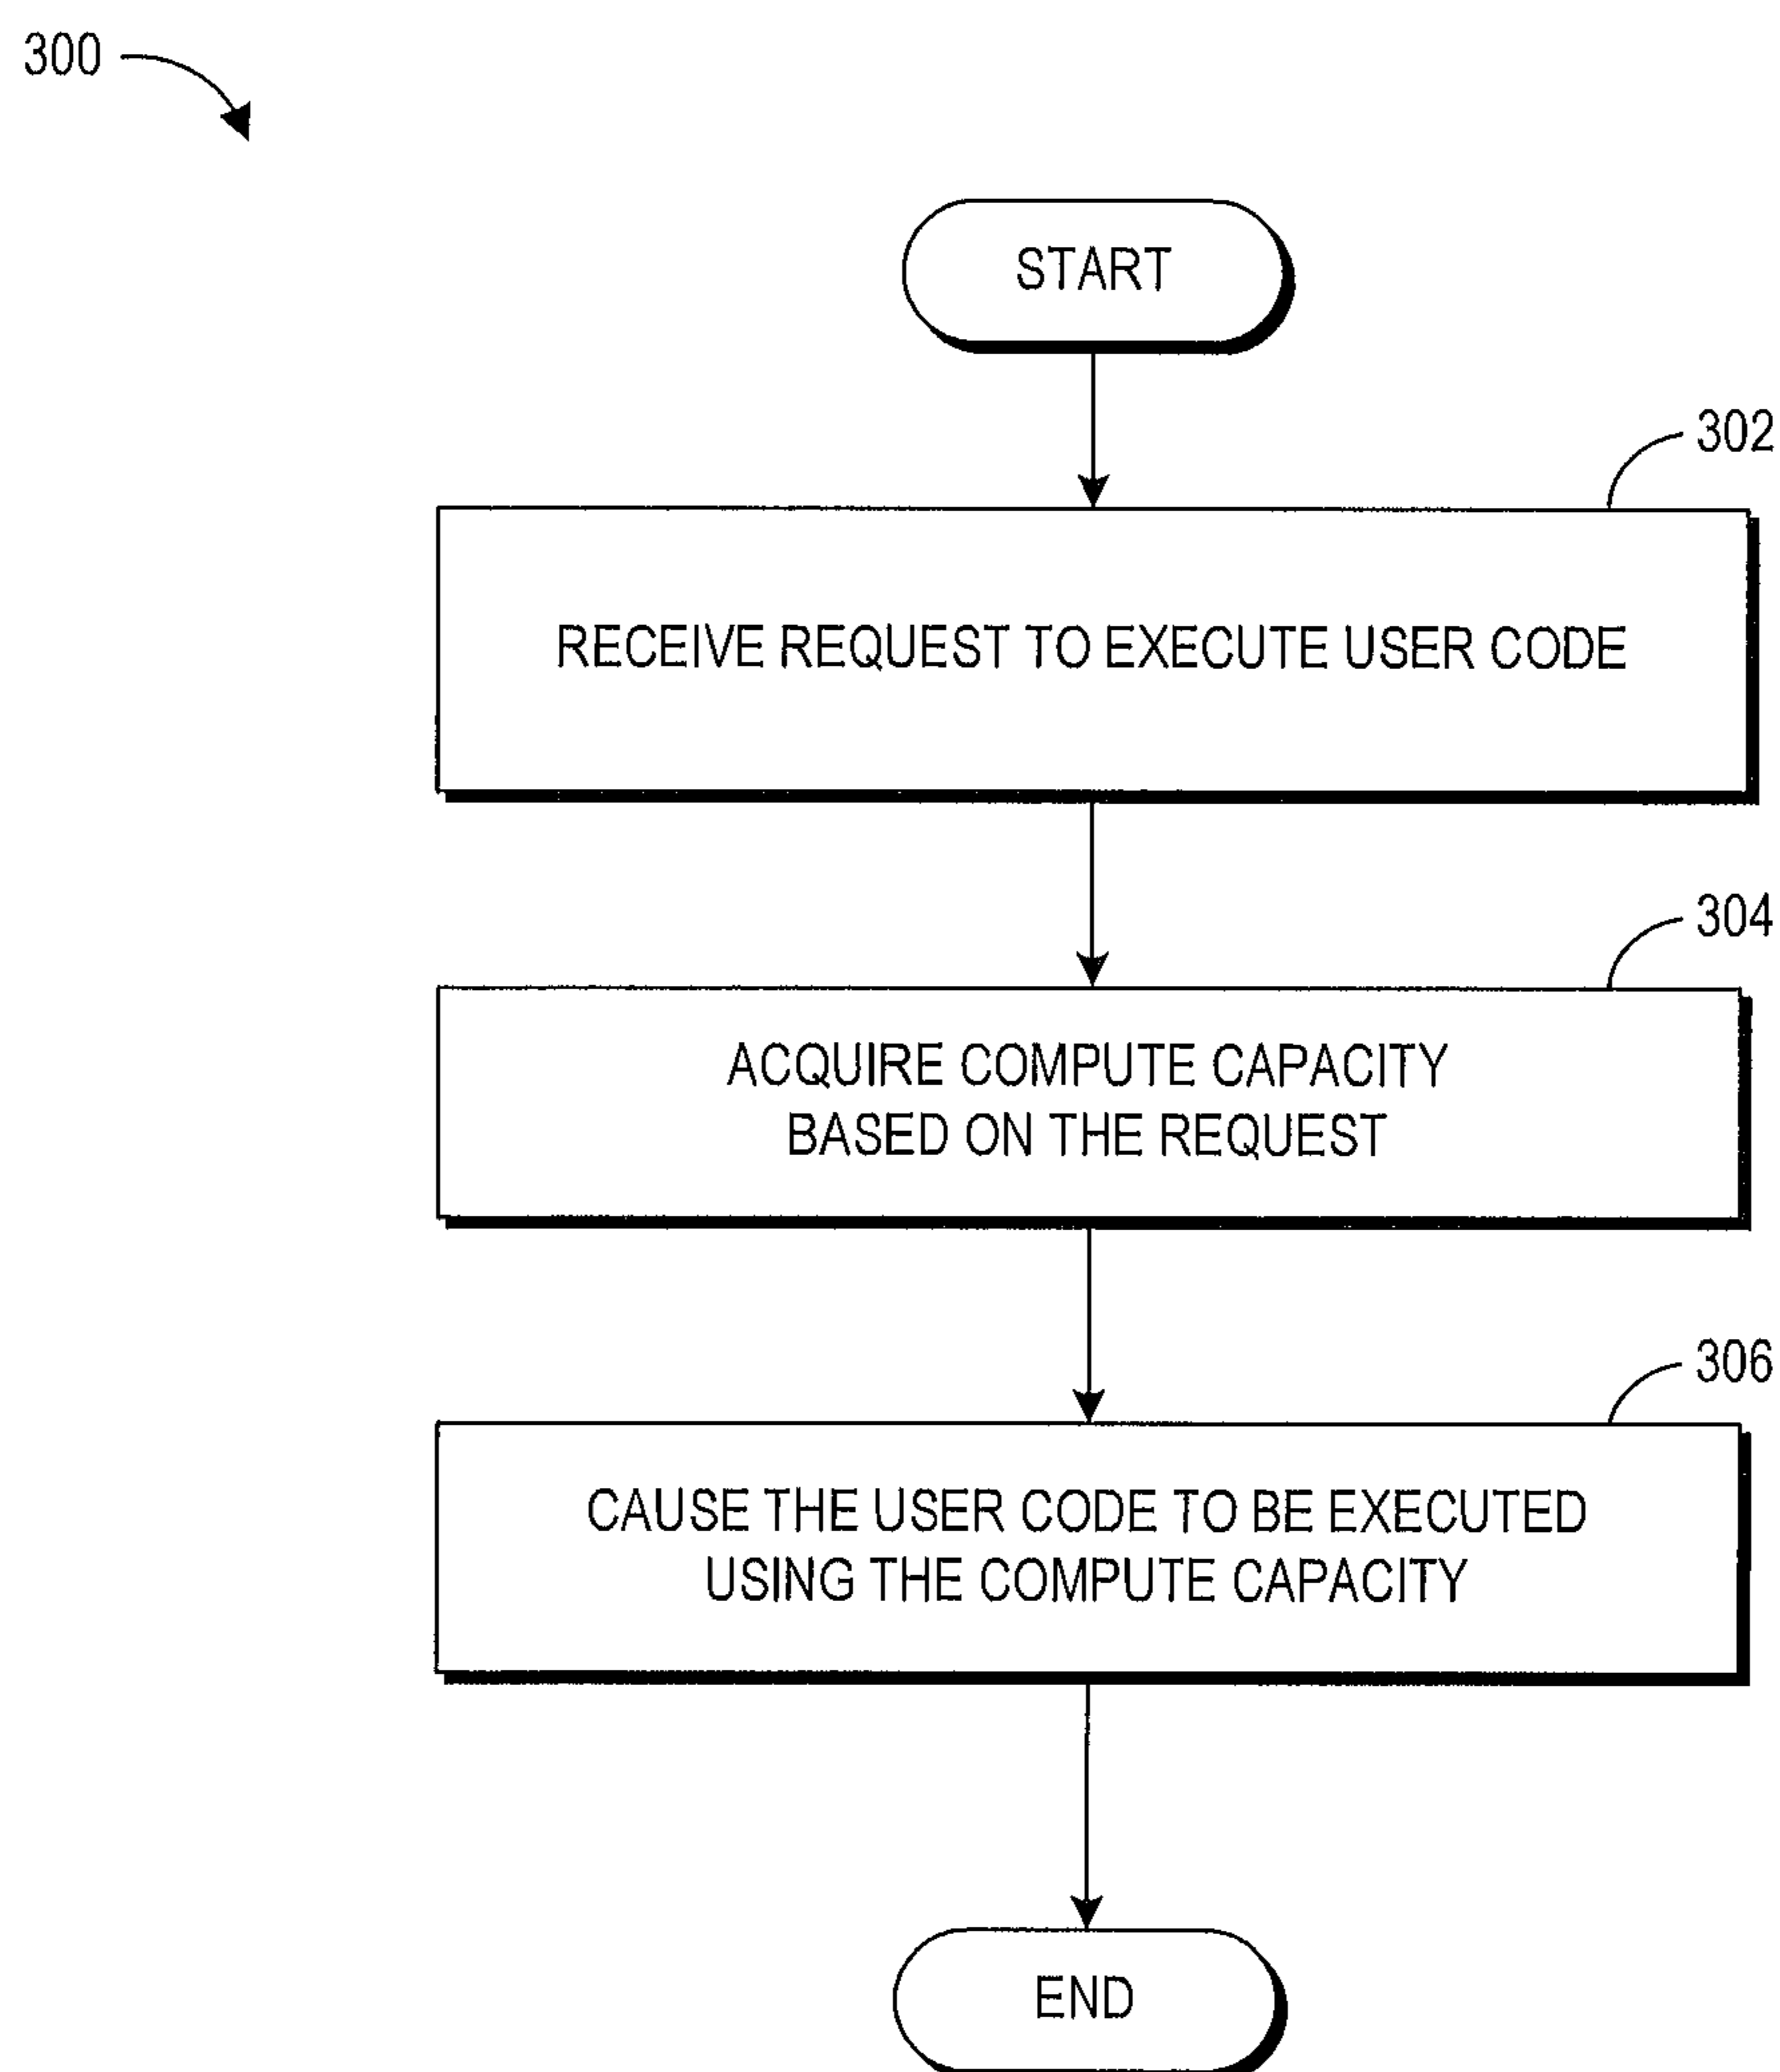 300
START
302
RECEIVE REQUEST TO EXECUTE USER CODE
304
ACQUIRE COMPUTE CAPACITY
BASED ON THE REQUEST
306
CAUSE THE USER CODE TO BE EXECUTED
USING THE COMPUTE CAPACITY
END